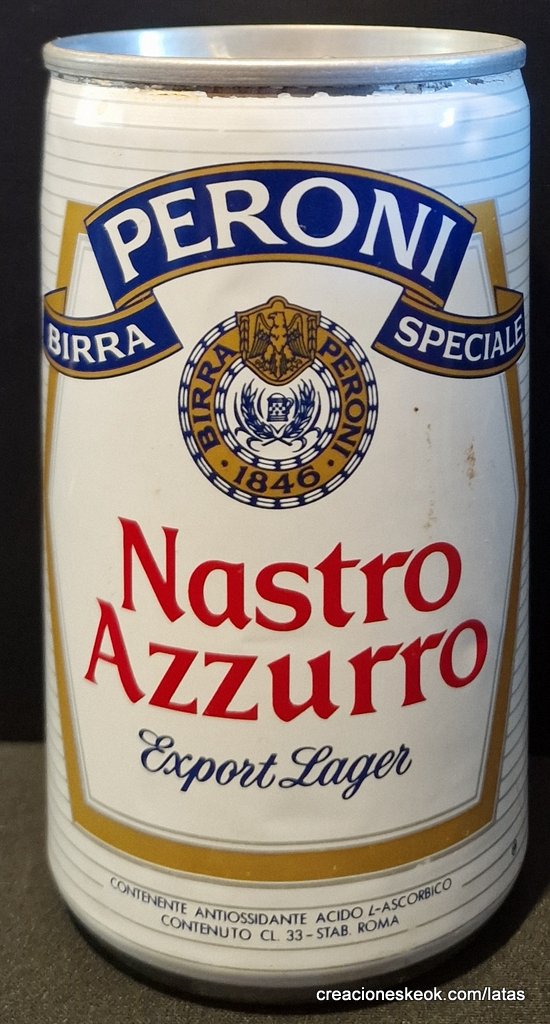 PERONI
BIRRA SPECIALE
BIRRA PERONI
· 1846 ·
Nastro
Azzurro
Export Lager
CONTENENTE ANTIOSSIDANTE ACIDO L-ASCORBICO
CONTENUTO CL. 33 - STAB. ROMA
creacioneskeok.com/latas